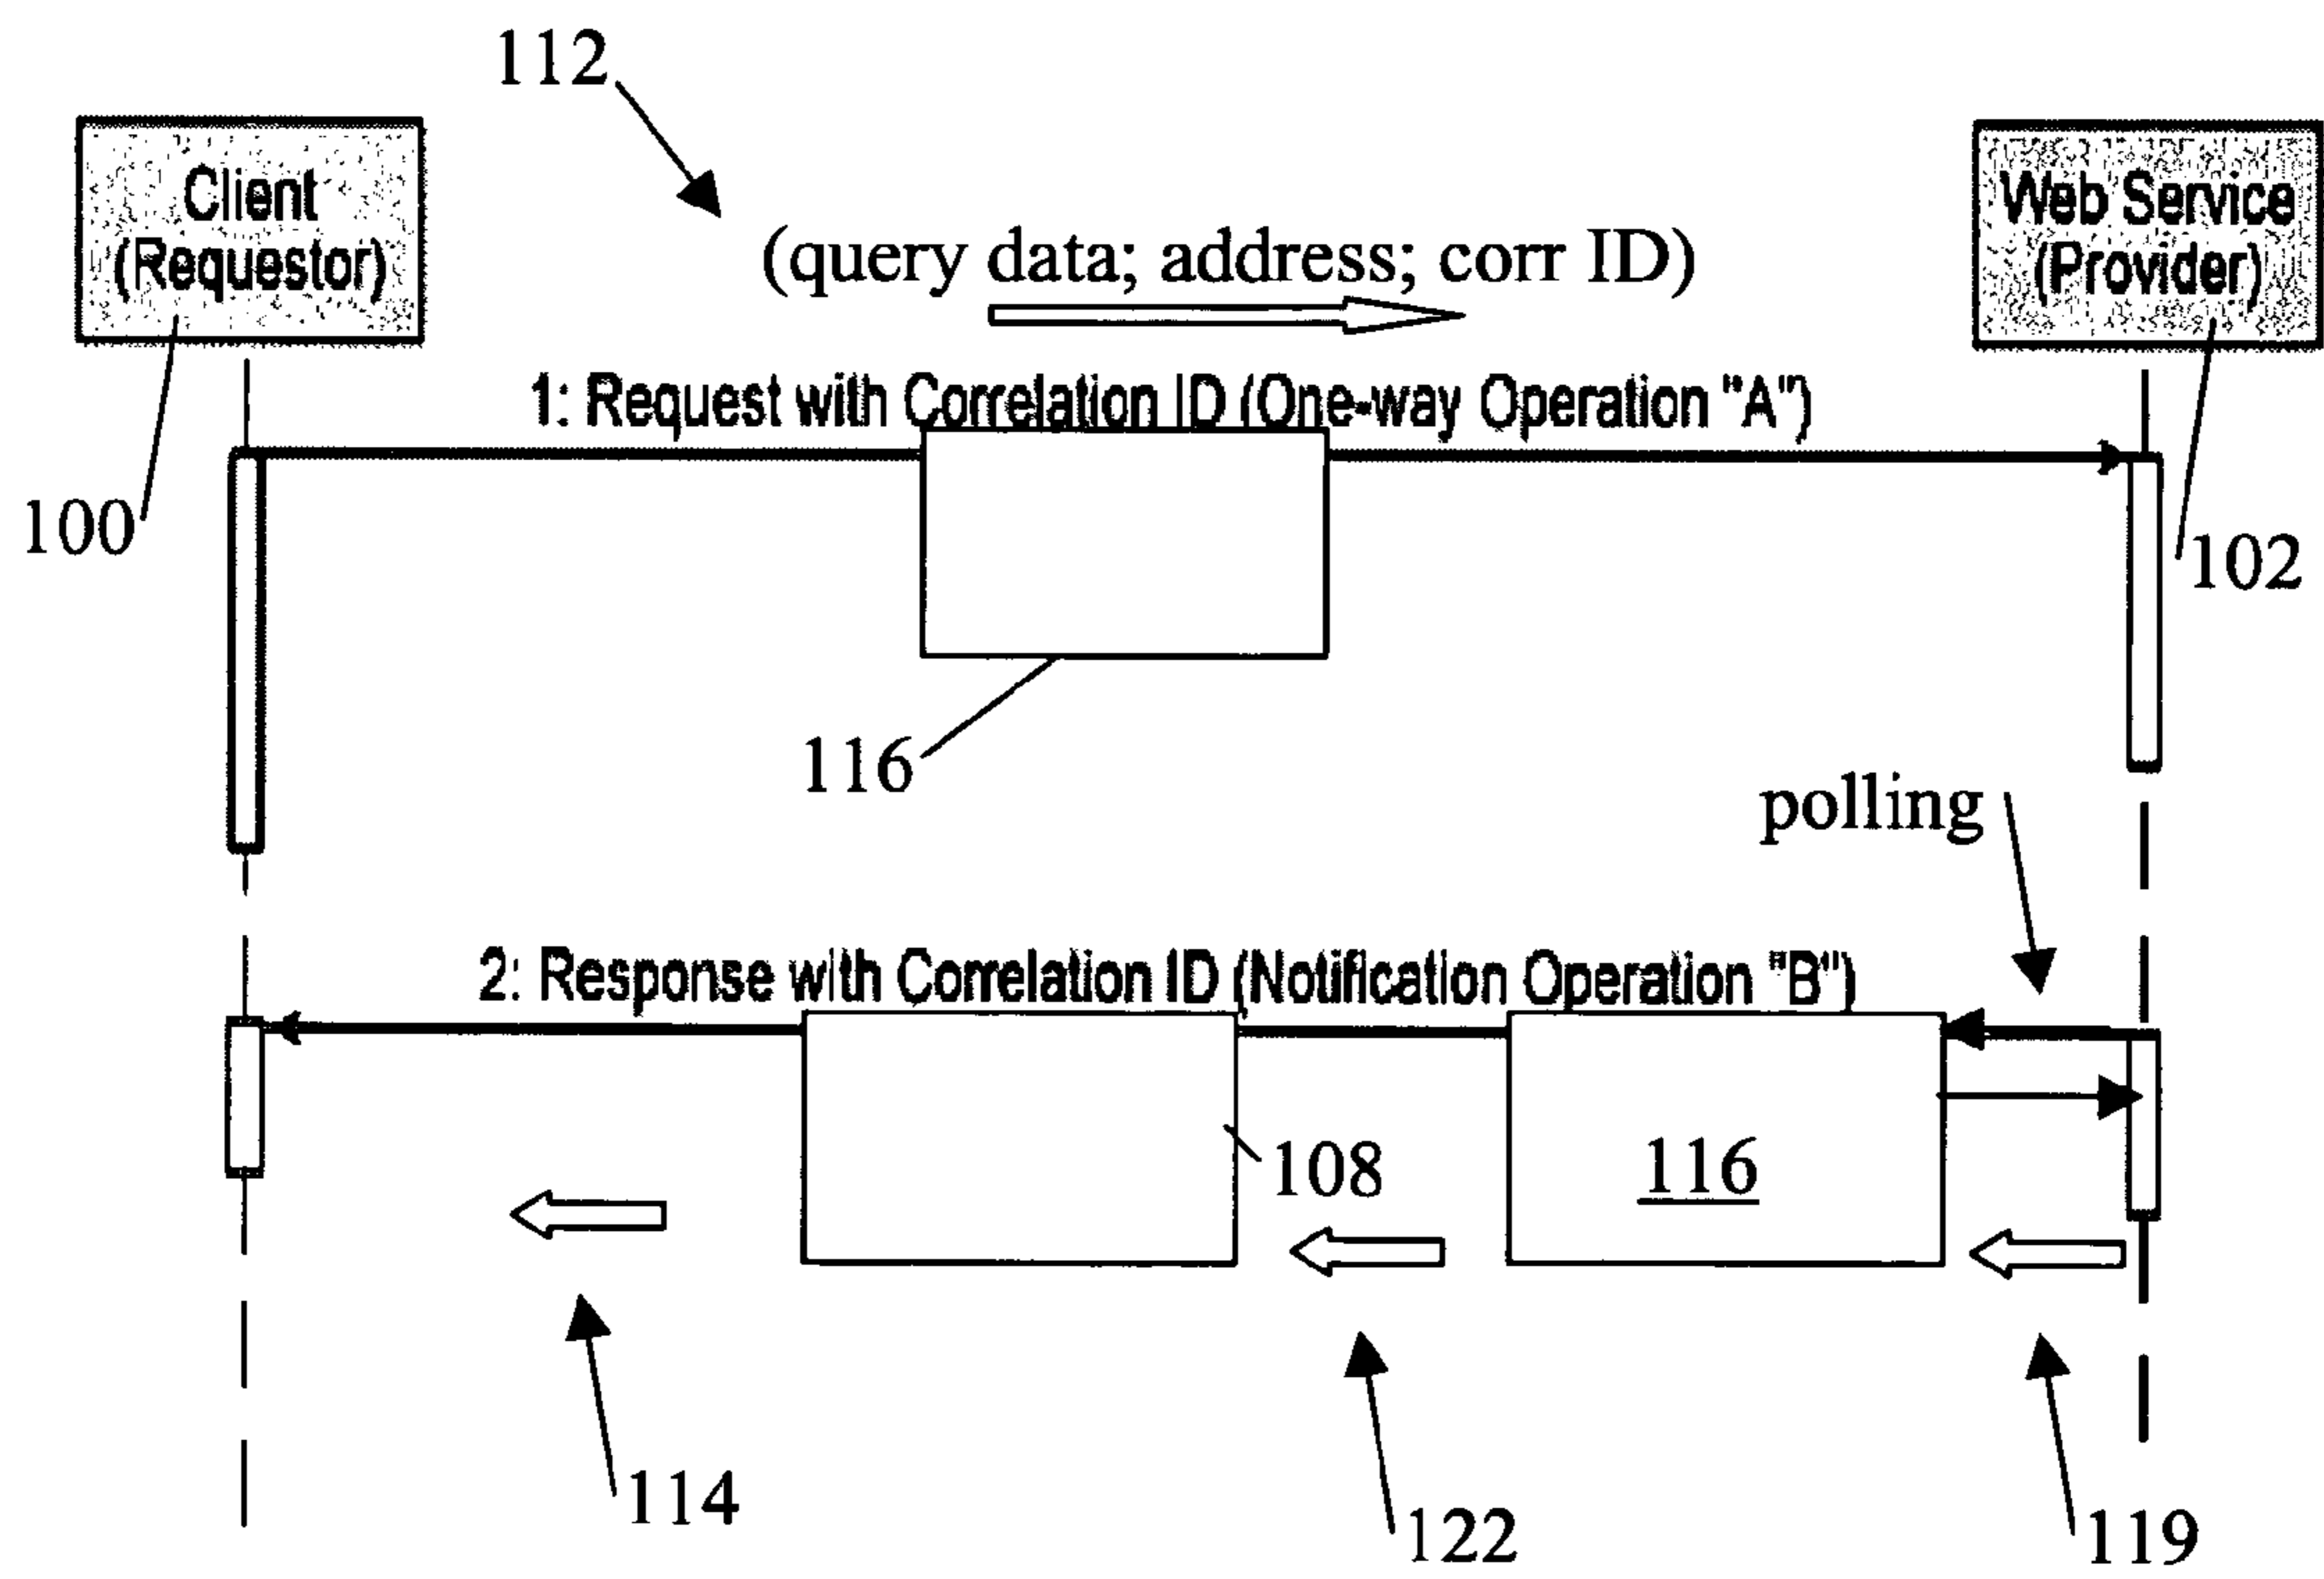 112
Client
(Requestor)
Web Service
(Provider)
(query data; address; corr ID)
1: Request with Correlation ID (One-way Operation "A")
100
102
116
polling
2: Response with Correlation ID (Notification Operation "B")
108
116
114
122
119